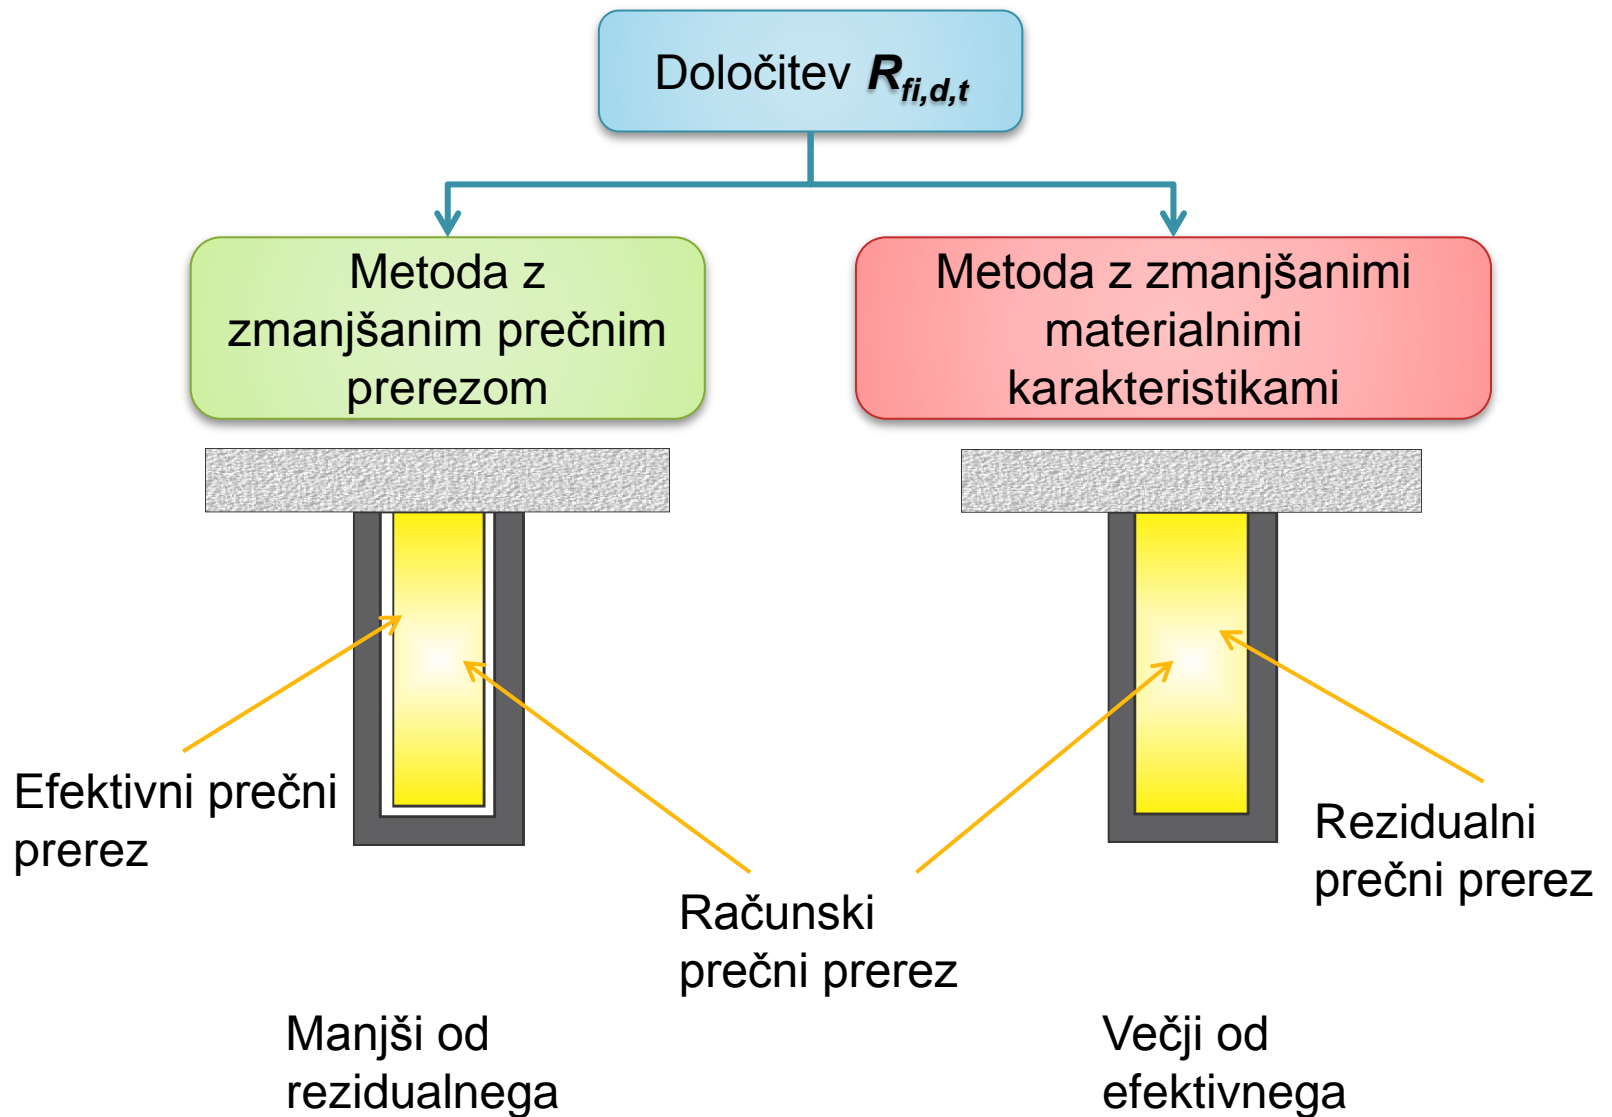 Določitev R_fi,d,t
Metoda z
zmanjšanim prečnim
prerezom
Metoda z zmanjšanimi
materialnimi
karakteristikami
Efektivni prečni
prerez
Računski
prečni prerez
Rezidualni
prečni prerez
Manjši od
rezidualnega
Večji od
efektivnega